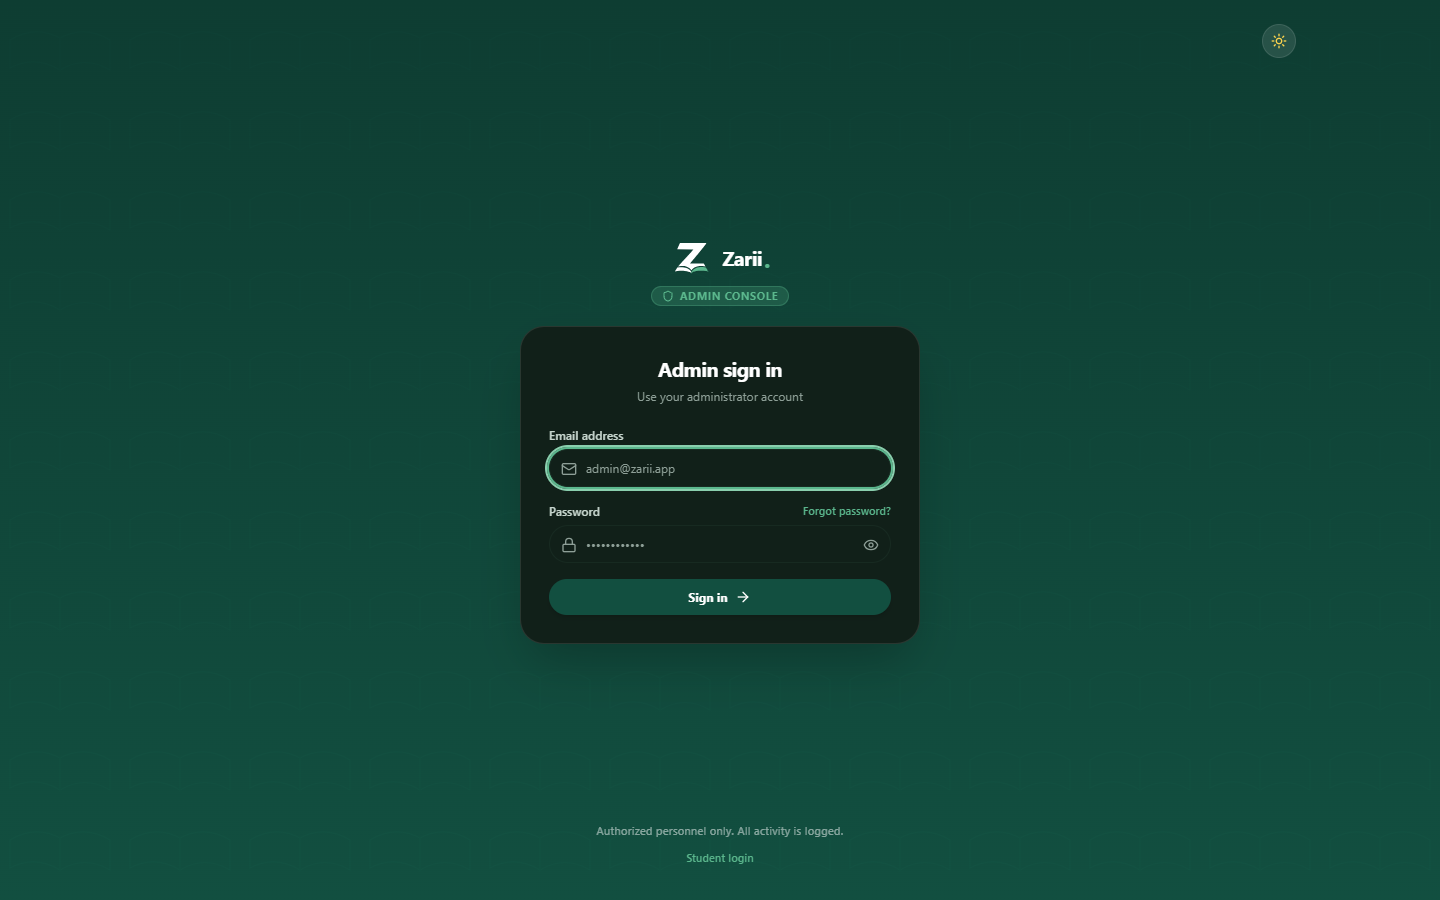 Zarii.
ADMIN CONSOLE
Admin sign in
Use your administrator account
Email address
admin@zarii.app
Password
Forgot password?
••••••••••••
Sign in
Authorized personnel only. All activity is logged.
Student login